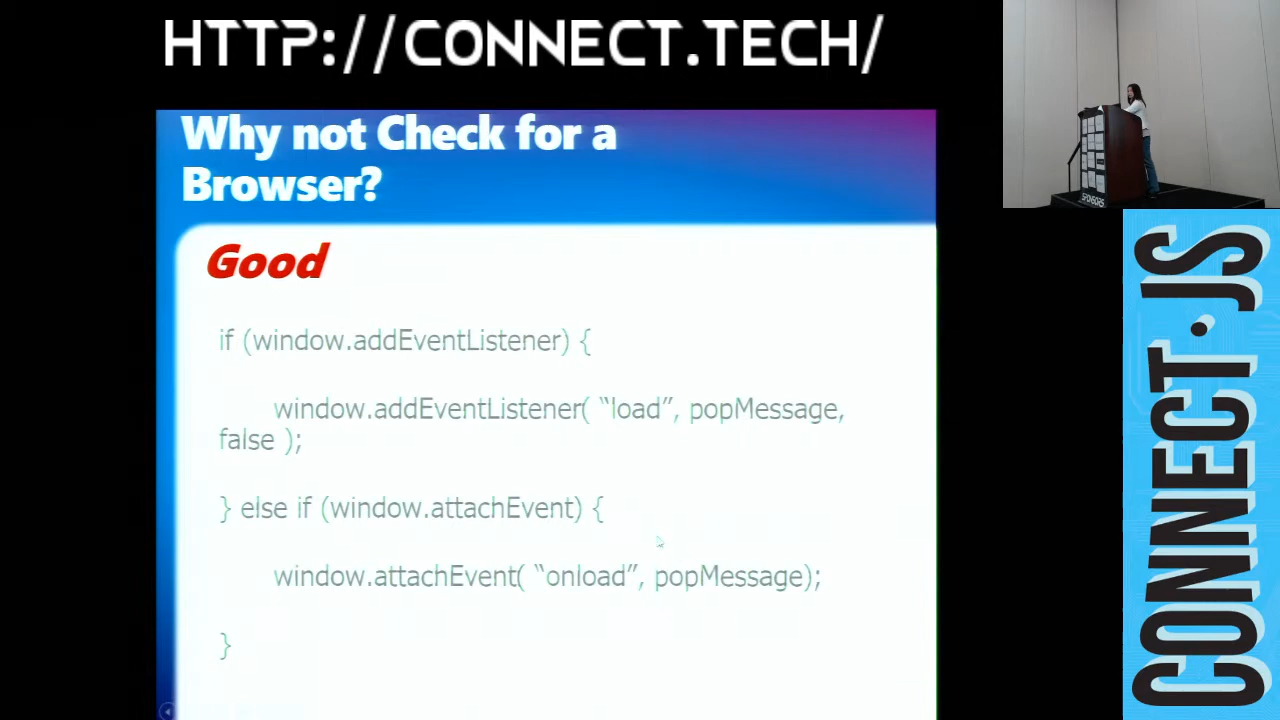 HTTP://CONNECT.TECH/
Why not Check for a
Browser?
Good
if (window.addEventListener) {
window.addEventListener( “load”, popMessage,
false );
} else if (window.attachEvent) {
window.attachEvent( “onload”, popMessage);
}
SPONSORS
CONNECT.JS